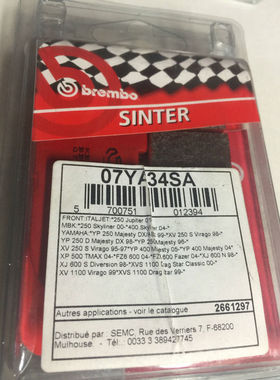 brembo
SINTER
07YA34SA
5 700751 012394
FRONT:ITALJET:*250 Jupiter 01-
MBK:*250 Skyliner 00-*400 Skyliner 04-*
YAMAHA:*YP 250 Majesty DX 98-99-*XV 250 S Virago 98-*
YP 250 D Majesty DX 98-*YP 250 Majesty 96-*
XV 250 S Virago 95-97*YP 400 Majesty 05-*YP 400 Majesty 04-*
XP 500 TMAX 04-*FZ6 600 04-*FZ6 600 Fazer 04-*XJ 600 N 98-*
XJ 600 S Diversion 98-*XVS 1100 Drag Star Classic 00-*
XV 1100 Virago 99*XVS 1100 Drag Star 99-*
Autres applications - voir le catalogue
2661297
Distribué par : SEMC, Rue des Verriers 7, F-68200
Mulhouse - Tél.: 0033 3 389427745